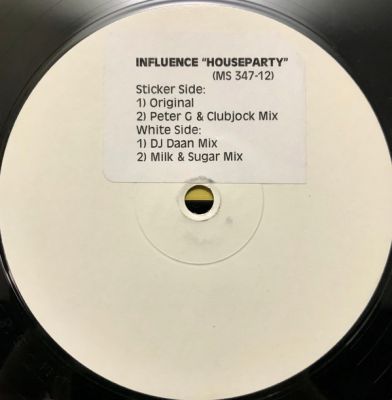 INFLUENCE "HOUSEPARTY"
(MS 347-12)
Sticker Side:
1) Original
2) Peter G & Clubjock Mix
White Side:
1) DJ Daan Mix
2) Milk & Sugar Mix